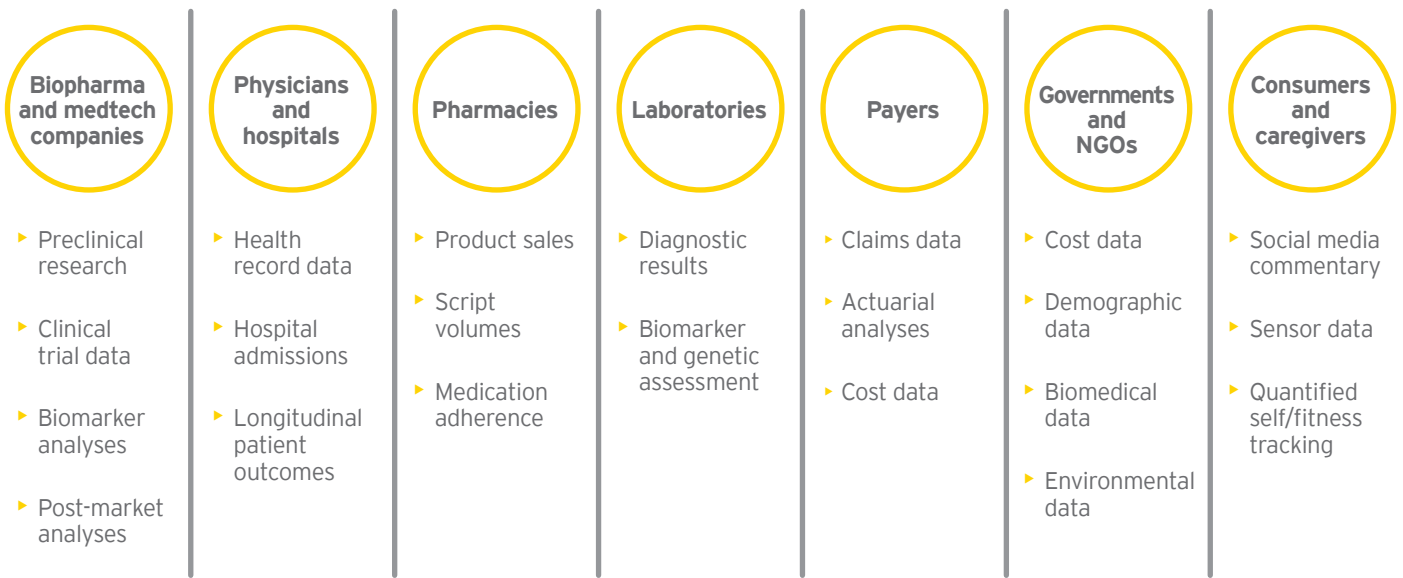 Biopharma
and medtech
companies
Preclinical
research
Clinical
trial data
Biomarker
analyses
Post-market
analyses
Physicians
and
hospitals
Health
record data
Hospital
admissions
Longitudinal
patient
outcomes
Pharmacies
Product sales
Script
volumes
Medication
adherence
Laboratories
Diagnostic
results
Biomarker
and genetic
assessment
Payers
Claims data
Actuarial
analyses
Cost data
Governments
and
NGOs
Cost data
Demographic
data
Biomedical
data
Environmental
data
Consumers
and
caregivers
Social media
commentary
Sensor data
Quantified
self/fitness
tracking